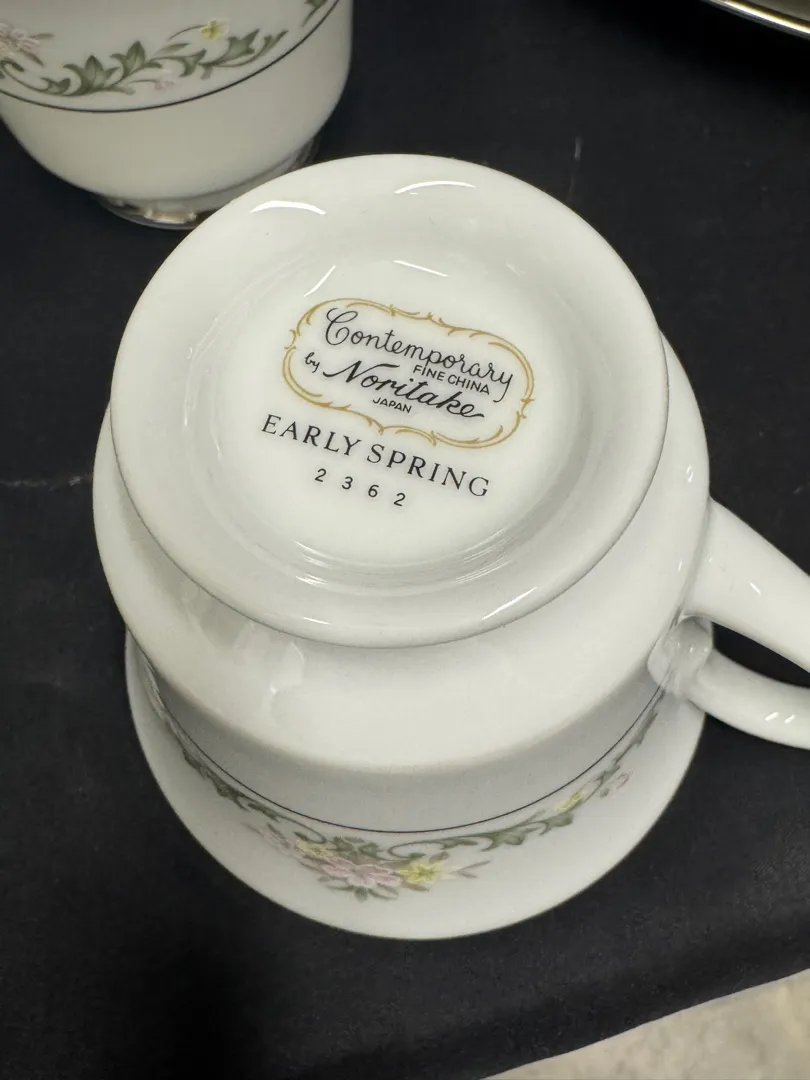 Contemporary
FINE CHINA
by Noritake
JAPAN
EARLY SPRING
2362